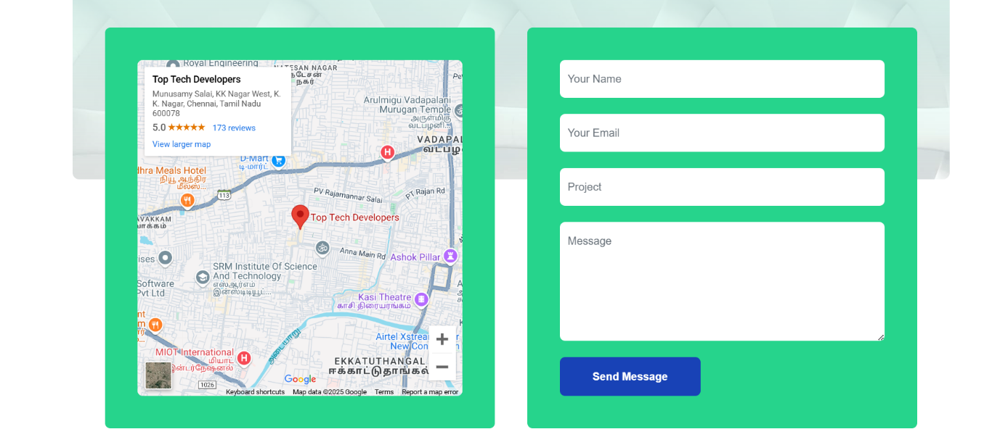 Royal Engineering
NATESAN NAGAR
நடேசன்
நகர்
Top Tech Developers
Munusamy Salai, KK Nagar West, K.
K. Nagar, Chennai, Tamil Nadu
600078
5.0
173 reviews
View larger map
Arulmigu Vadapalani
Murugan Temple
அருள்மிகு
வடபழனி...
VADAPAL
வடபழ
D-Mart
டி-மார்ட்
dhra Meals Hotel
நியூ ஆந்திர
மீல்ஸ்...
113
PV Rajamannar Salai
PT Rajan Rd
AVAKKAM
பாக்கம்
Top Tech Developers
Anna Main Rd
Ashok Pillar
ises
Software
Pvt Ltd
SRM Institute Of Science
And Technology
எஸ்ஆர்எம்
இன்ஸ்டிடியூட்...
Kasi Theatre
காசி திரையரங்கம்
nt
m
Airtel Xstream
New Con
அடையாறு
MIOT International
மியாட்
இன்டர்நேஷனல்
EKKATUTHANGAL
ஈக்காட்டுதாங்கல்
1026
Google
Keyboard shortcuts
Map data ©2025 Google
Terms
Report a map error
Your Name
Your Email
Project
Message
Send Message